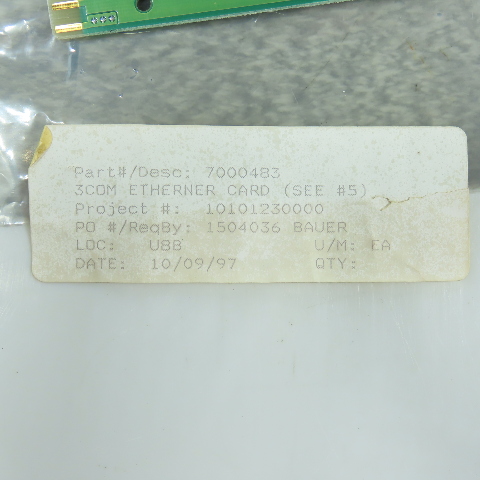 Part#/Desc: 7000483
3COM ETHERNER CARD (SEE #5)
Project #: 10101230000
PO #/ReqBy: 1504036 BAUER
LOC: U88 U/M: EA
DATE: 10/09/97 QTY: